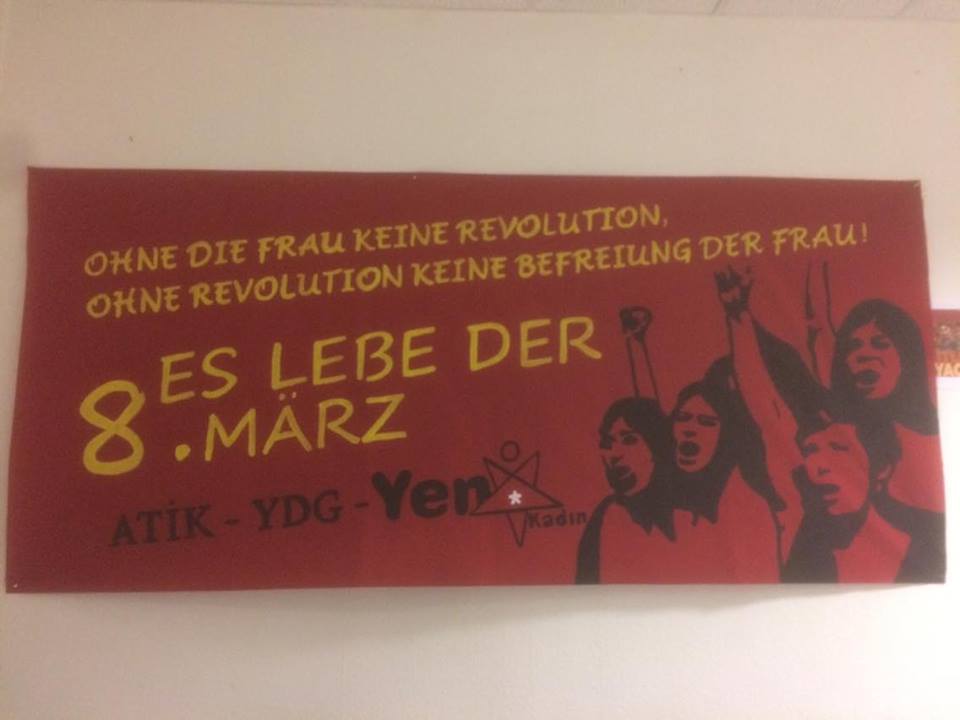 OHNE DIE FRAU KEINE REVOLUTION,
OHNE REVOLUTION KEINE BEFREIUNG DER FRAU!
ES LEBE DER
8. MÄRZ
ATİK - YDG - Yeni
Kadın
YAC